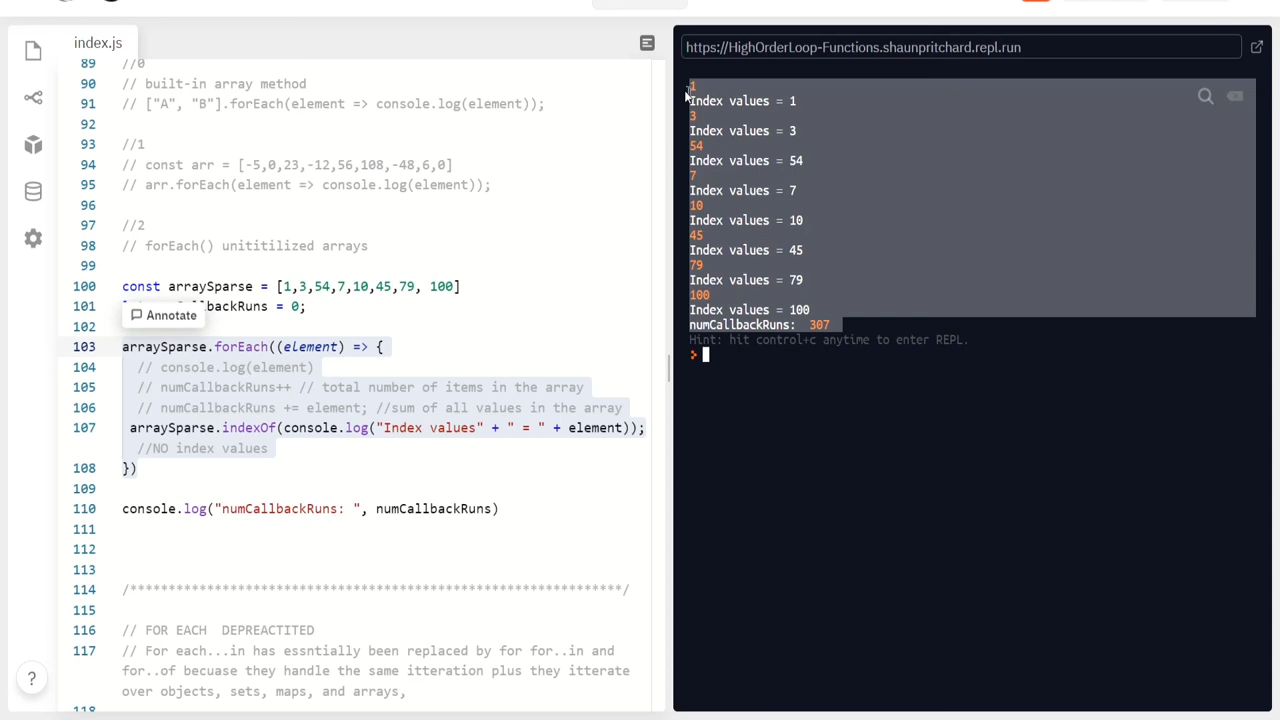 index.js
89 //0
90 // built-in array method
91 // ["A", "B"].forEach(element => console.log(element));
92
93 //1
94 // const arr = [-5,0,23,-12,56,108,-48,6,0]
95 // arr.forEach(element => console.log(element));
96
97 //2
98 // forEach() unititilized arrays
99
100 const arraySparse = [1,3,54,7,10,45,79, 100]
101 CallbackRuns = 0;
Annotate
102
103 arraySparse.forEach((element) => {
104 // console.log(element)
105 // numCallbackRuns++ // total number of items in the array
106 // numCallbackRuns += element; //sum of all values in the array
107 arraySparse.indexOf(console.log("Index values" + " = " + element));
//NO index values
108 })
109
110 console.log("numCallbackRuns: ", numCallbackRuns)
111
112
113
114 /***************************************************************/
115
116 // FOR EACH DEPREACTITED
117 // For each...in has essntially been replaced by for for..in and
for..of becuase they handle the same itteration plus they itterate
over objects, sets, maps, and arrays,
118
?
https://HighOrderLoop-Functions.shaunpritchard.repl.run
1
Index values = 1
3
Index values = 3
54
Index values = 54
7
Index values = 7
10
Index values = 10
45
Index values = 45
79
Index values = 79
100
Index values = 100
numCallbackRuns: 307
Hint: hit control+c anytime to enter REPL.
>